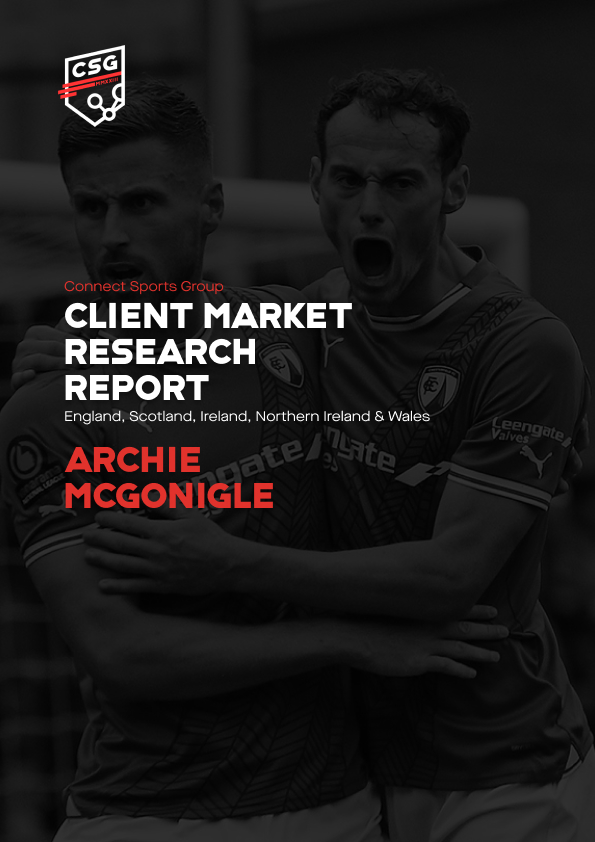 CSG
Connect Sports Group
CLIENT MARKET
RESEARCH
REPORT
England, Scotland, Ireland, Northern Ireland & Wales
ARCHIE
MCGONIGLE
Leengate
Valves